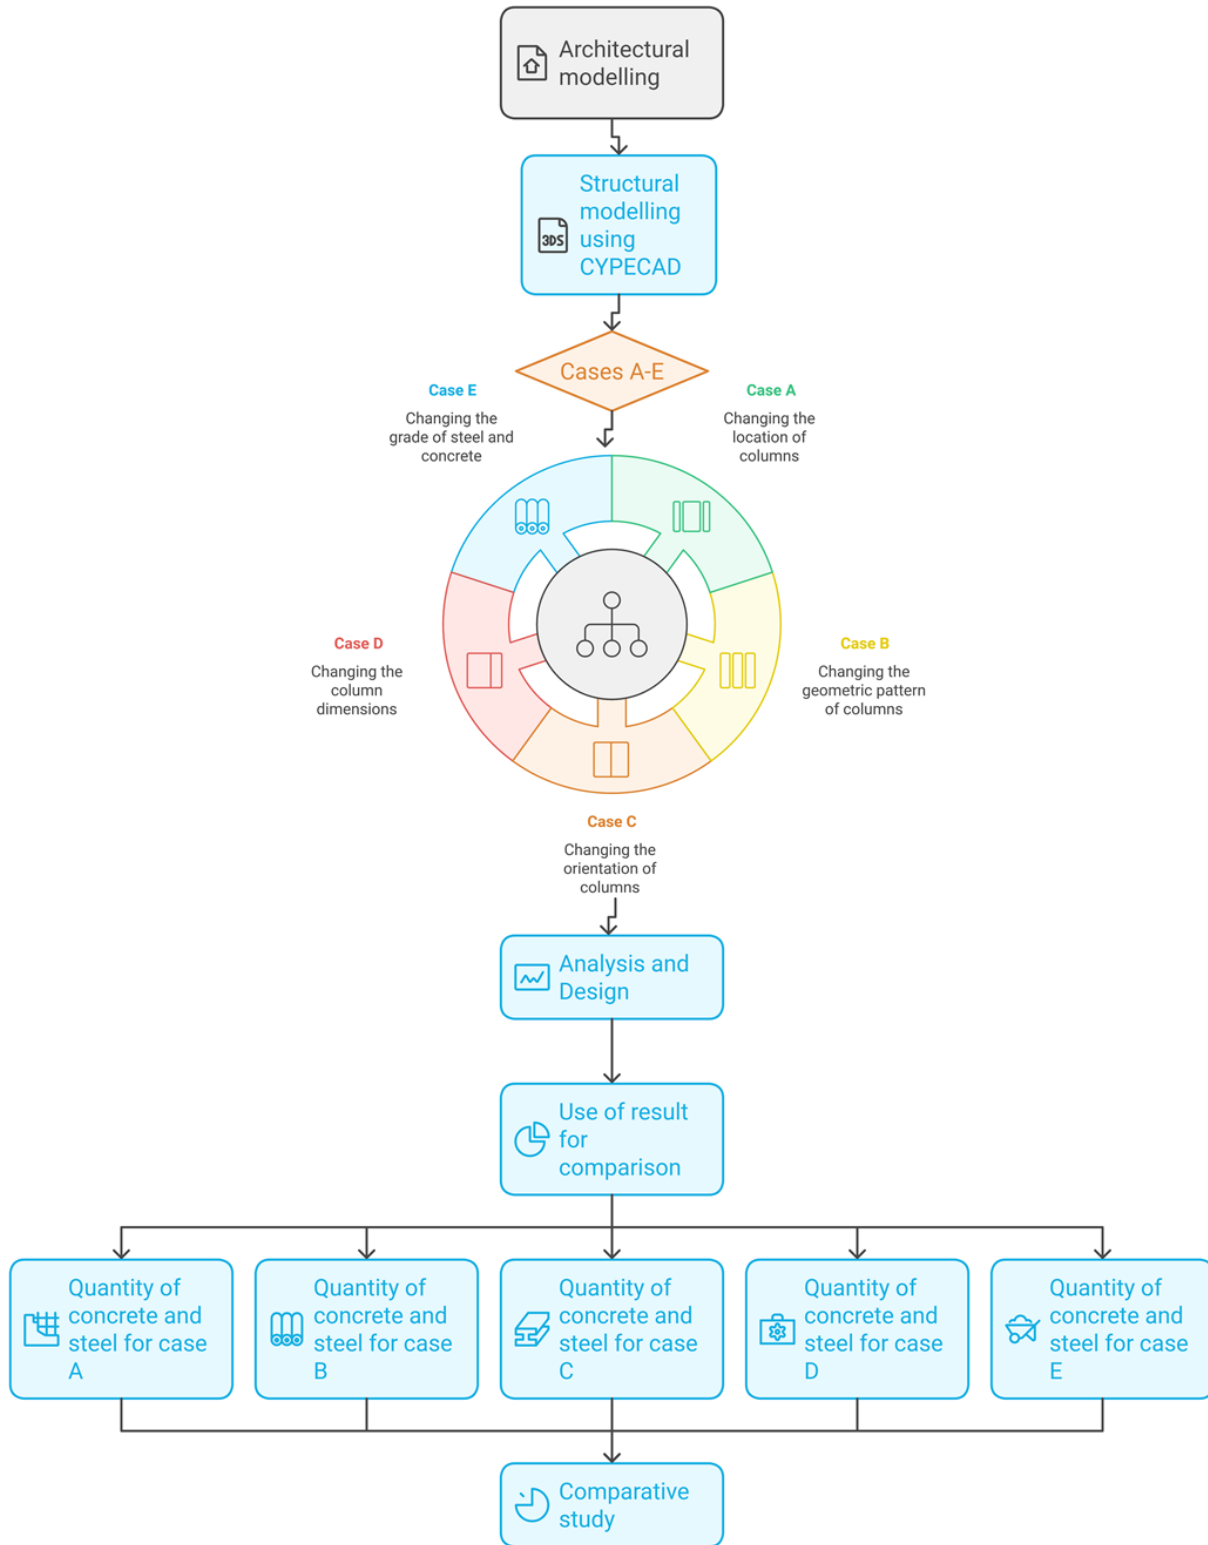 Architectural
modelling
Structural
modelling
using
CYPECAD
3DS
Cases A-E
Case E
Changing the
grade of steel and
concrete
Case A
Changing the
location of
columns
Case D
Changing the
column
dimensions
Case B
Changing the
geometric pattern
of columns
Case C
Changing the
orientation of
columns
Analysis and
Design
Use of result
for
comparison
Quantity of
concrete and
steel for case
A
Quantity of
concrete and
steel for case
B
Quantity of
concrete and
steel for case
C
Quantity of
concrete and
steel for case
D
Quantity of
concrete and
steel for case
E
Comparative
study